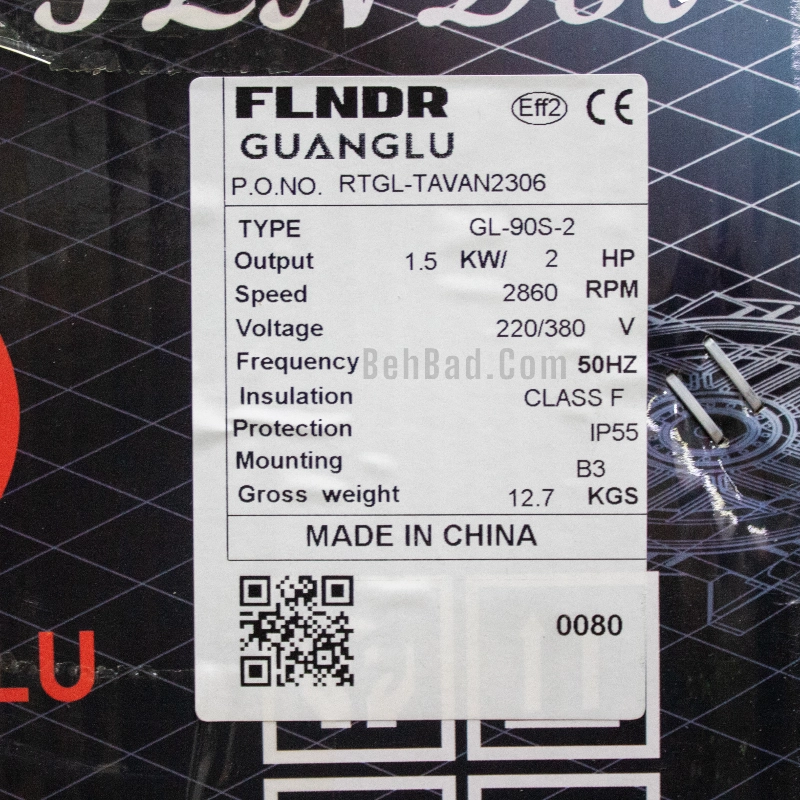 FLNDR Eff2 CE
GUANGLU
P.O.NO. RTGL-TAVAN2306
TYPE GL-90S-2
Output 1.5 KW/ 2 HP
Speed 2860 RPM
Voltage 220/380 V
Frequency 50HZ
BehBad.Com
Insulation CLASS F
Protection IP55
Mounting B3
Gross weight 12.7 KGS
MADE IN CHINA
0080
LU